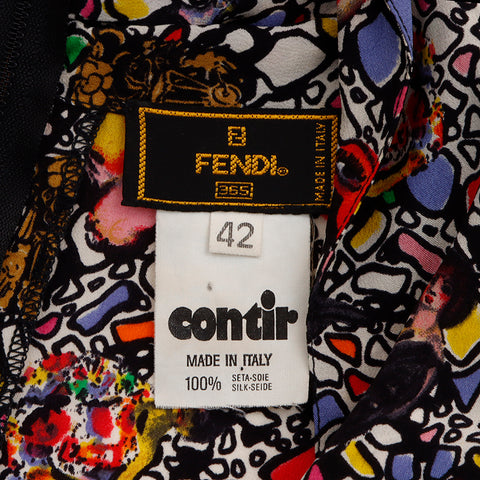 FENDI®
365
MADE IN ITALY
42
contir
MADE IN ITALY
100% SETA-SOIE
SILK-SEIDE